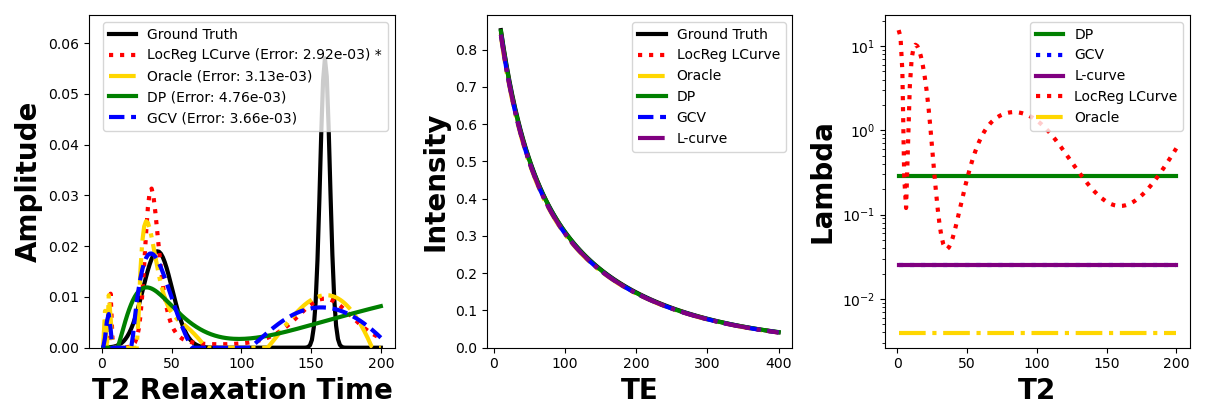 Ground Truth
LocReg LCurve (Error: 2.92e-03) *
Oracle (Error: 3.13e-03)
DP (Error: 4.76e-03)
GCV (Error: 3.66e-03)
0.06
0.05
0.04
0.03
0.02
0.01
0.00
0
50
100
150
200
Amplitude
T2 Relaxation Time
Ground Truth
LocReg LCurve
Oracle
DP
GCV
L-curve
0.8
0.7
0.6
0.5
0.4
0.3
0.2
0.1
0.0
0
100
200
300
400
Intensity
TE
DP
GCV
L-curve
LocReg LCurve
Oracle
10¹
10⁰
10⁻¹
10⁻²
0
50
100
150
200
Lambda
T2